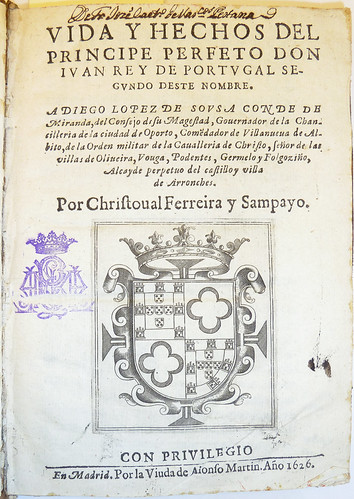 VIDA Y HECHOS DEL
PRINCIPE PERFETO DON
IVAN REY DE PORTVGAL SE-
GVNDO DESTE NOMBRE.
A DIEGO LOPEZ DE SOVSA CONDE DE
Miranda, del Consejo de su Magestad, Gouernador de la Chan-
cilleria de la ciudad de Oporto, Comēdador de Villanueua de Al-
bito, de la Orden militar de la Caualleria de Christo, señor de las
villas de Oliueira, Vouga, Podentes, Germelo y Folgoziño,
Alcayde perpetuo del castillo y villa
de Arronches.
Por Christoual Ferreira y Sampayo.
CON PRIVILEGIO
En Madrid. Por la Viuda de Alonso Martin. Año 1626.